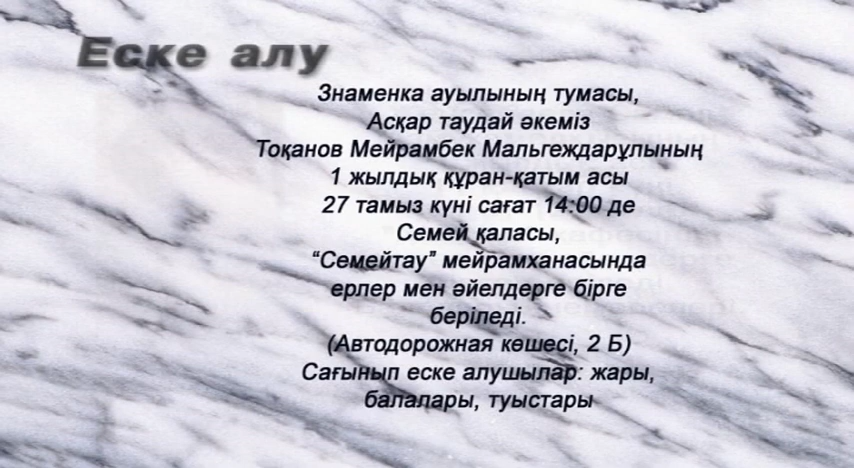 Еске алу
Знаменка ауылының тумасы,
Асқар таудай әкеміз
Тоқанов Мейрамбек Мальгеждарұлының
1 жылдық құран-қатым асы
27 тамыз күні сағат 14:00 де
Семей қаласы,
“Семейтау” мейрамханасында
ерлер мен әйелдерге бірге
беріледі.
(Автодорожная көшесі, 2 Б)
Сағынып еске алушылар: жары,
балалары, туыстары